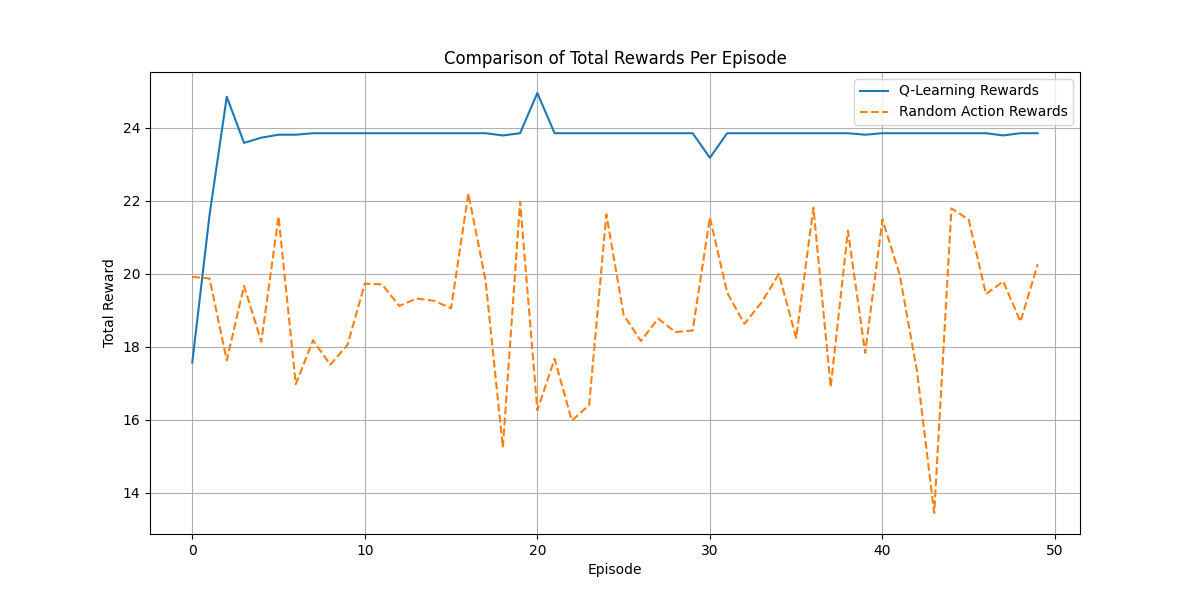 Comparison of Total Rewards Per Episode
Q-Learning Rewards
Random Action Rewards
Total Reward
24
22
20
18
16
14
0 10 20 30 40 50
Episode